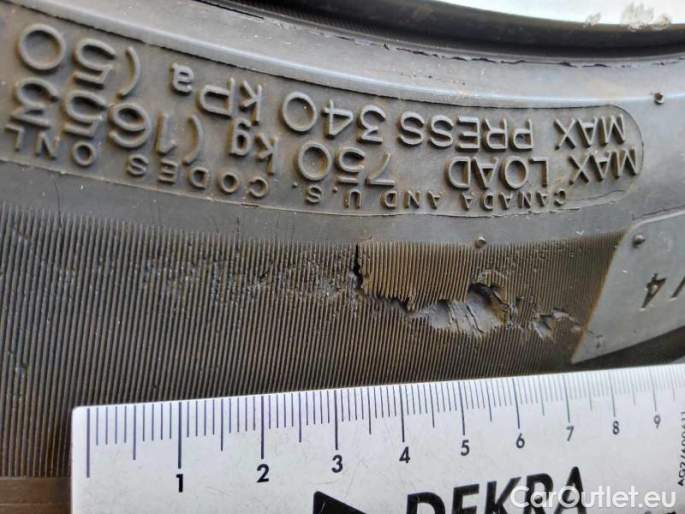 CANADA AND U.S. CODES ONL
MAX LOAD 750 kg (1653
MAX PRESS 340 kPa (50
1 2 3 4 5 6 7 8 9
DEKRA
CarOutlet.eu